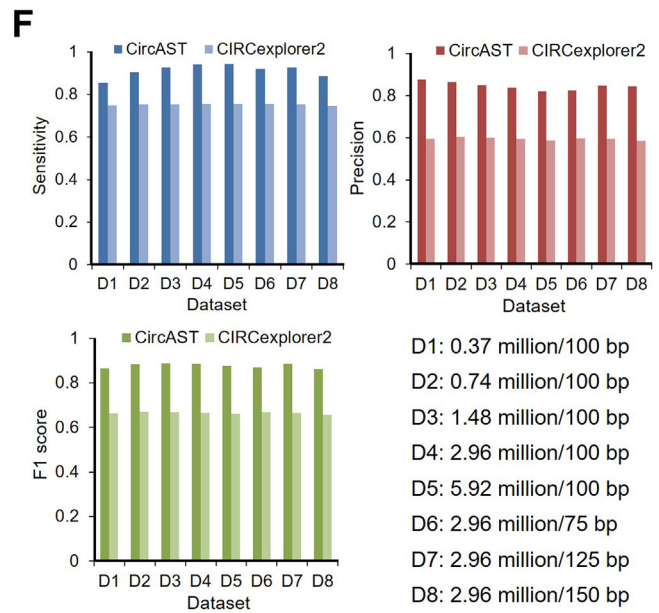 F
CircAST CIRCexplorer2
Sensitivity
1
0.8
0.6
0.4
0.2
0
D1 D2 D3 D4 D5 D6 D7 D8
Dataset
CircAST CIRCexplorer2
Precision
1
0.8
0.6
0.4
0.2
0
D1 D2 D3 D4 D5 D6 D7 D8
Dataset
CircAST CIRCexplorer2
F1 score
1
0.8
0.6
0.4
0.2
0
D1 D2 D3 D4 D5 D6 D7 D8
Dataset
D1: 0.37 million/100 bp
D2: 0.74 million/100 bp
D3: 1.48 million/100 bp
D4: 2.96 million/100 bp
D5: 5.92 million/100 bp
D6: 2.96 million/75 bp
D7: 2.96 million/125 bp
D8: 2.96 million/150 bp